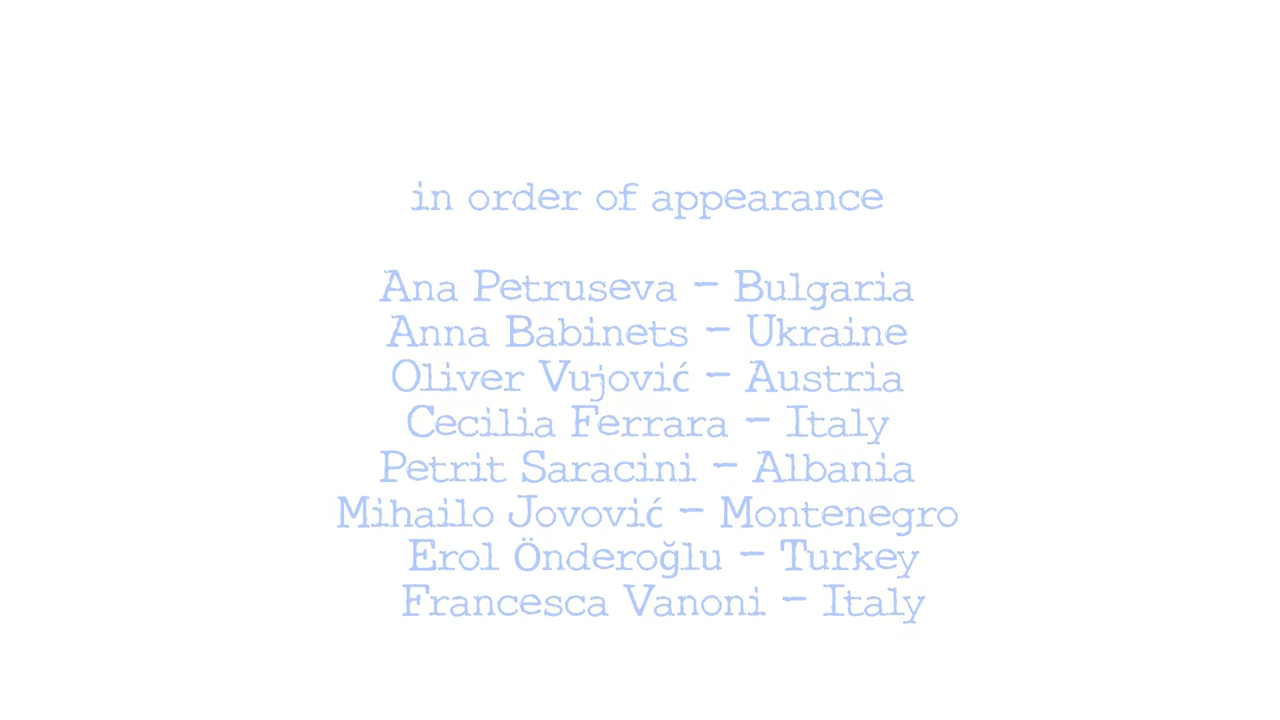 in order of appearance
Ana Petruseva - Bulgaria
Anna Babinets - Ukraine
Oliver Vujović - Austria
Cecilia Ferrara - Italy
Petrit Saracini - Albania
Mihailo Jovović - Montenegro
Erol Önderoğlu - Turkey
Francesca Vanoni - Italy